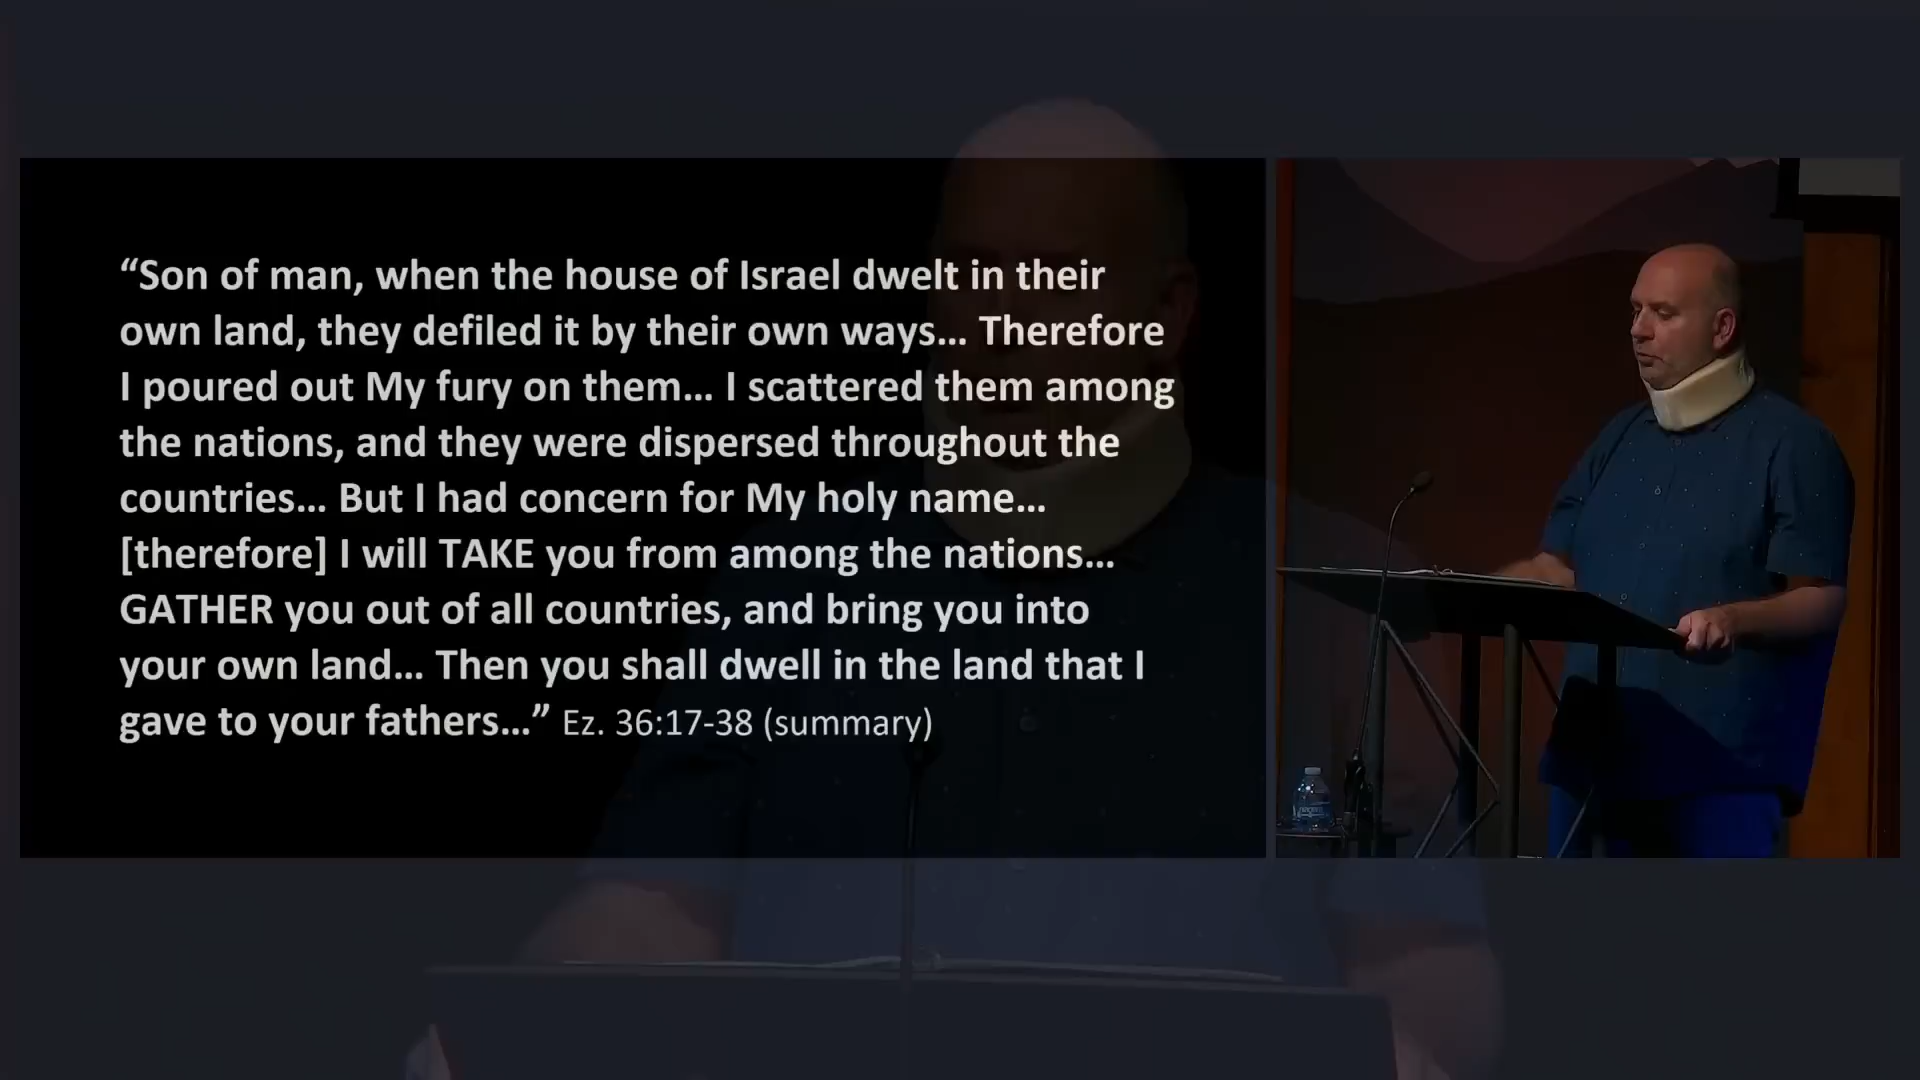 “Son of man, when the house of Israel dwelt in their
own land, they defiled it by their own ways... Therefore
I poured out My fury on them... I scattered them among
the nations, and they were dispersed throughout the
countries... But I had concern for My holy name...
[therefore] I will TAKE you from among the nations...
GATHER you out of all countries, and bring you into
your own land... Then you shall dwell in the land that I
gave to your fathers...” Ez. 36:17-38 (summary)